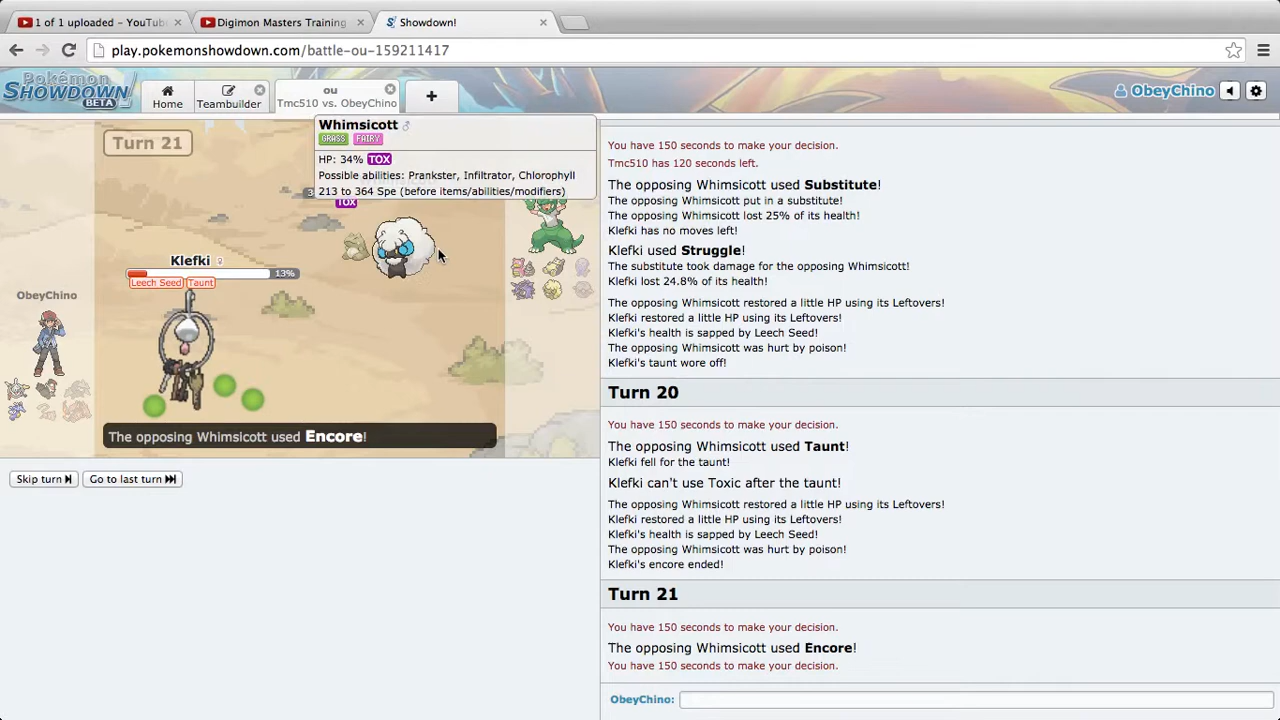 1 of 1 uploaded - YouTu
Digimon Masters Training
Showdown!
play.pokemonshowdown.com/battle-ou-159211417
Pokémon
Showdown
BETA
Home
Teambuilder
ou
Tmc510 vs. ObeyChino
+
ObeyChino
Turn 21
Whimsicott ♂
GRASS FAIRY
HP: 34% TOX
Possible abilities: Prankster, Infiltrator, Chlorophyll
213 to 364 Spe (before items/abilities/modifiers)
TOX
Klefki ♀
13%
Leech Seed Taunt
ObeyChino
The opposing Whimsicott used Encore!
Skip turn
Go to last turn
You have 150 seconds to make your decision.
Tmc510 has 120 seconds left.
The opposing Whimsicott used Substitute!
The opposing Whimsicott put in a substitute!
The opposing Whimsicott lost 25% of its health!
Klefki has no moves left!
Klefki used Struggle!
The substitute took damage for the opposing Whimsicott!
Klefki lost 24.8% of its health!
The opposing Whimsicott restored a little HP using its Leftovers!
Klefki restored a little HP using its Leftovers!
Klefki's health is sapped by Leech Seed!
The opposing Whimsicott was hurt by poison!
Klefki's taunt wore off!
Turn 20
You have 150 seconds to make your decision.
The opposing Whimsicott used Taunt!
Klefki fell for the taunt!
Klefki can't use Toxic after the taunt!
The opposing Whimsicott restored a little HP using its Leftovers!
Klefki restored a little HP using its Leftovers!
Klefki's health is sapped by Leech Seed!
The opposing Whimsicott was hurt by poison!
Klefki's encore ended!
Turn 21
You have 150 seconds to make your decision.
The opposing Whimsicott used Encore!
You have 150 seconds to make your decision.
ObeyChino: